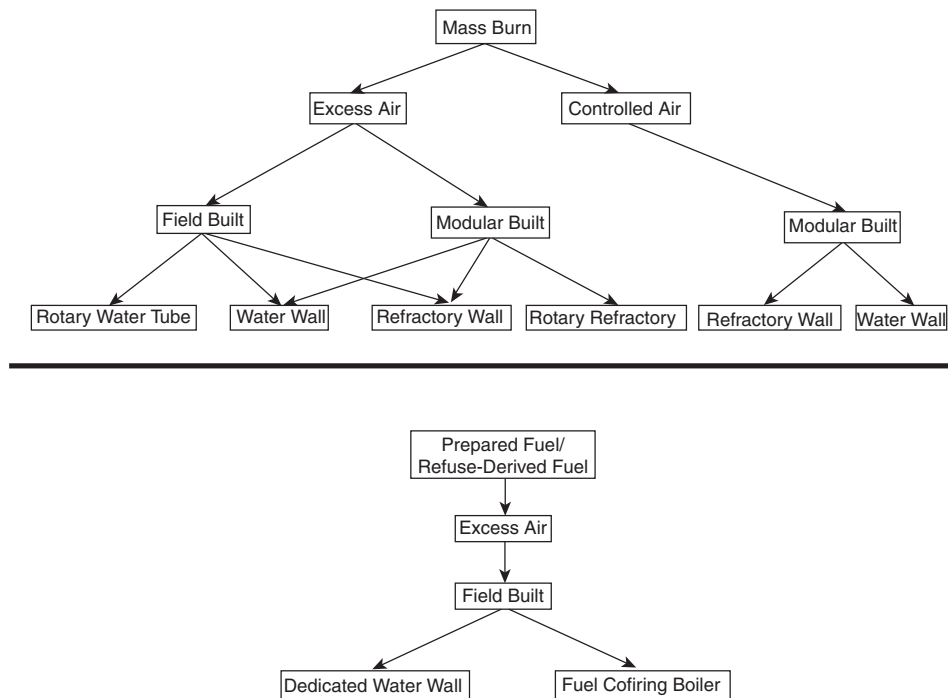 Mass Burn
Excess Air
Controlled Air
Field Built
Modular Built
Modular Built
Rotary Water Tube
Water Wall
Refractory Wall
Rotary Refractory
Refractory Wall
Water Wall
Prepared Fuel/
Refuse-Derived Fuel
Excess Air
Field Built
Dedicated Water Wall
Fuel Cofiring Boiler